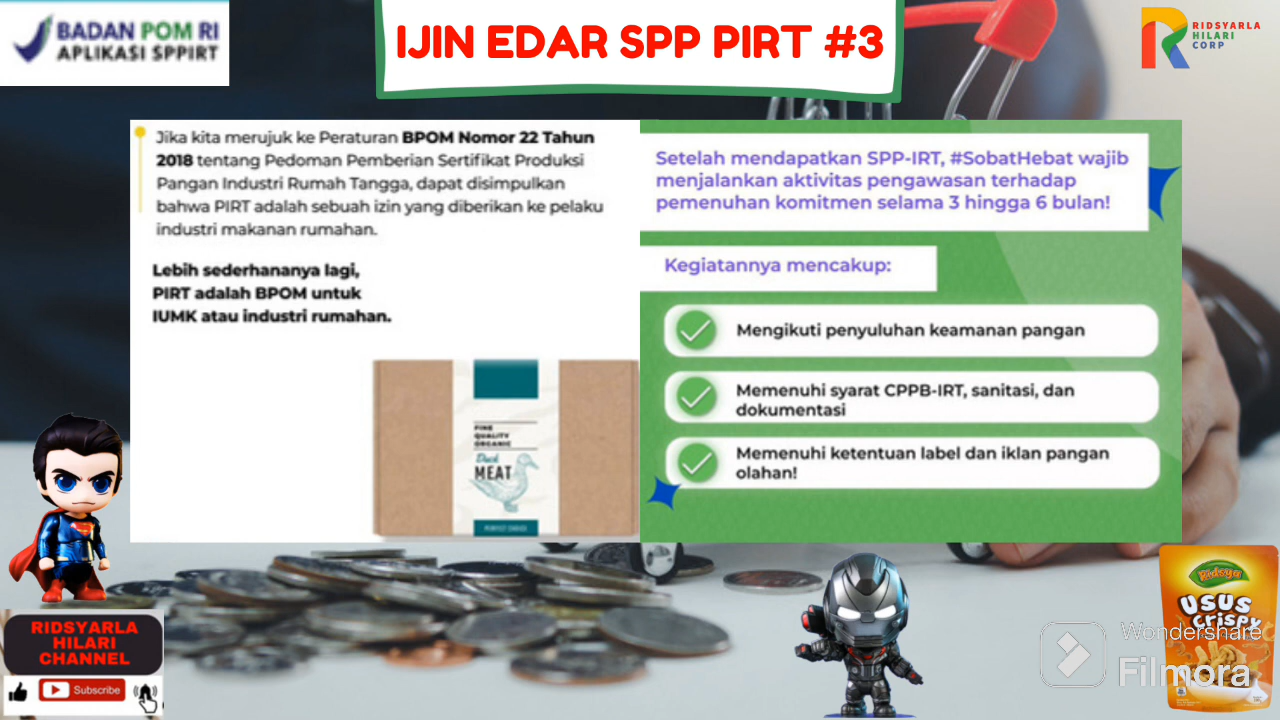 BADAN POM RI
APLIKASI SPPIRT
IJIN EDAR SPP PIRT #3
RIDSYARLA
HILARI
CORP
Jika kita merujuk ke Peraturan BPOM Nomor 22 Tahun
2018 tentang Pedoman Pemberian Sertifikat Produksi
Pangan Industri Rumah Tangga, dapat disimpulkan
bahwa PIRT adalah sebuah izin yang diberikan ke pelaku
industri makanan rumahan.
Lebih sederhananya lagi,
PIRT adalah BPOM untuk
IUMK atau industri rumahan.
FINE
QUALITY
ORGANIC
Duck
MEAT
PERFECT CHOICE
Setelah mendapatkan SPP-IRT, #SobatHebat wajib
menjalankan aktivitas pengawasan terhadap
pemenuhan komitmen selama 3 hingga 6 bulan!
Kegiatannya mencakup:
Mengikuti penyuluhan keamanan pangan
Memenuhi syarat CPPB-IRT, sanitasi, dan
dokumentasi
Memenuhi ketentuan label dan iklan pangan
olahan!
RIDSYARLA
HILARI
CHANNEL
Subscribe
Ridsya
USUS
crispy
Wondershare
Filmora